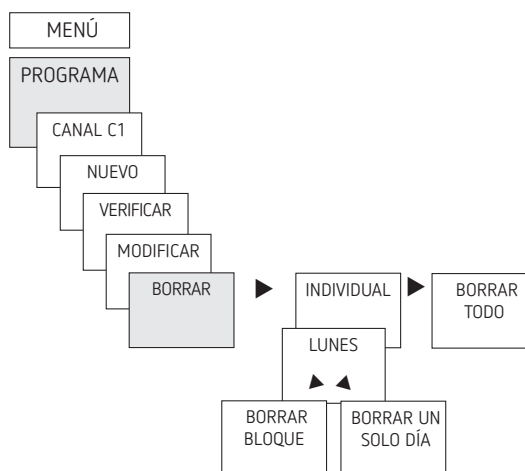 MENÚ
PROGRAMA
CANAL C1
NUEVO
VERIFICAR
MODIFICAR
BORRAR
INDIVIDUAL
BORRAR
TODO
LUNES
BORRAR
BLOQUE
BORRAR UN
SOLO DÍA